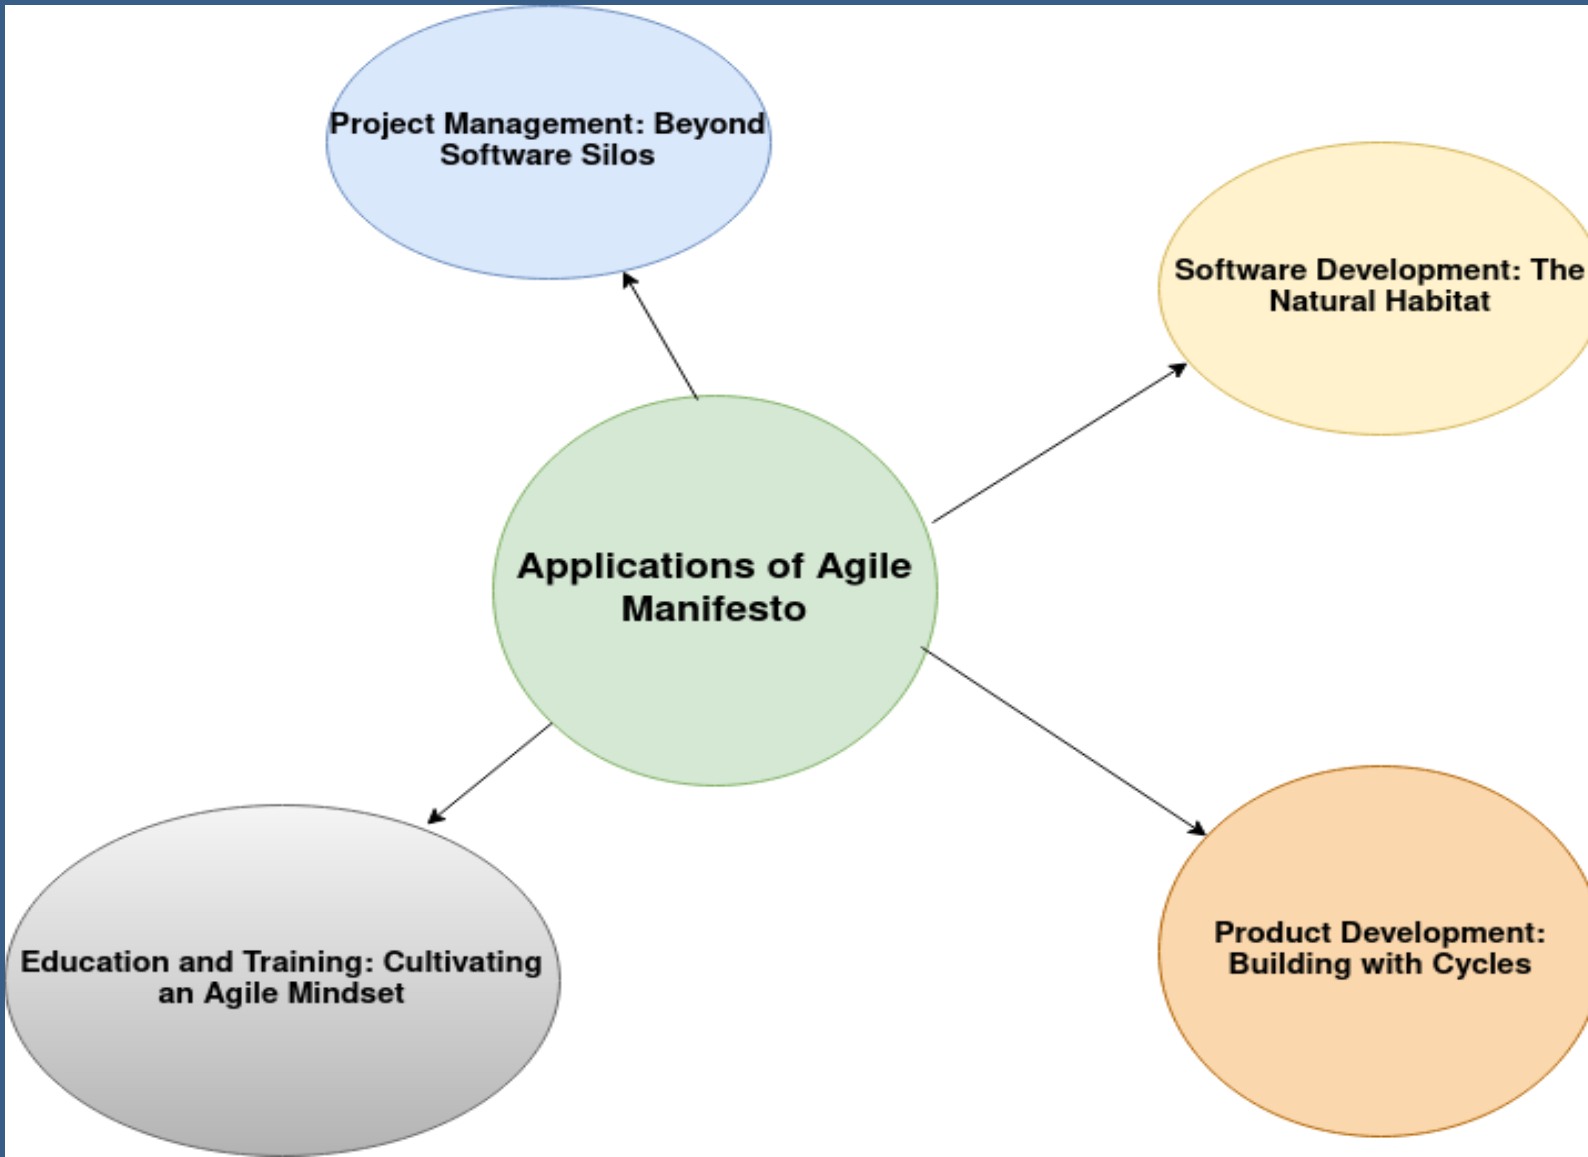 Project Management: Beyond
Software Silos
Software Development: The
Natural Habitat
Applications of Agile
Manifesto
Education and Training: Cultivating
an Agile Mindset
Product Development:
Building with Cycles